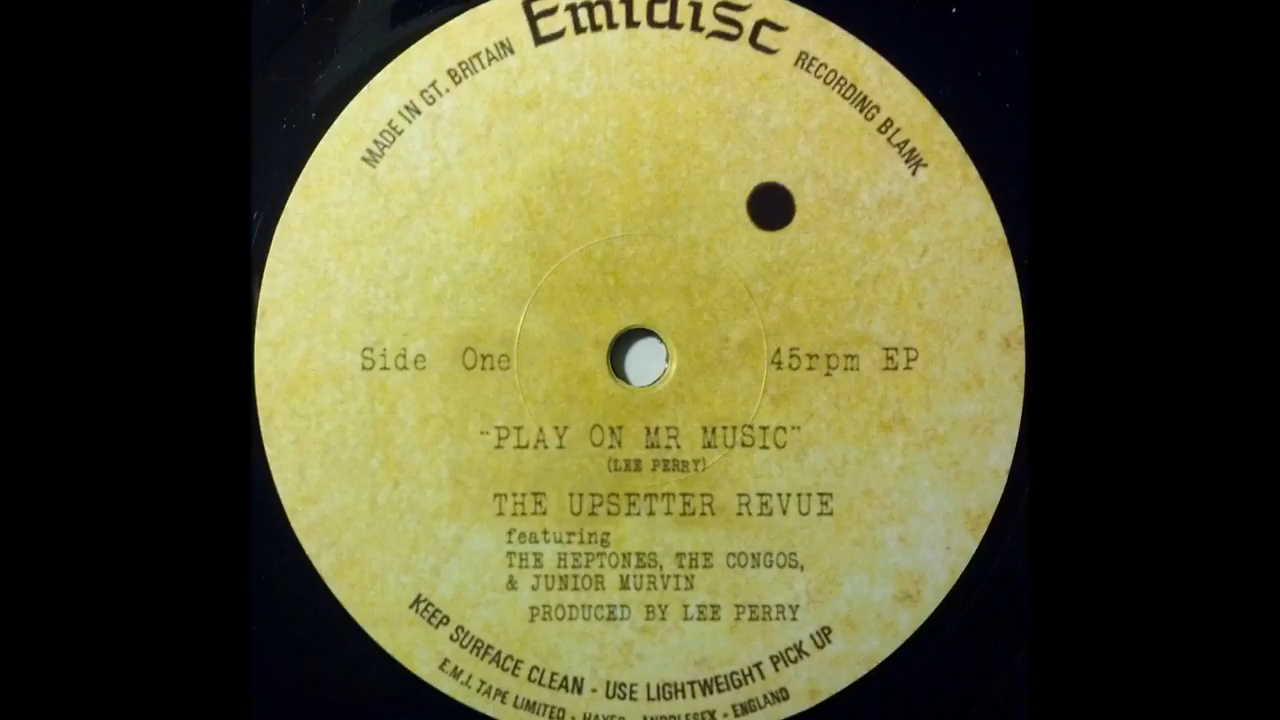 Emidisc
MADE IN GT. BRITAIN
RECORDING BLANK
Side One
45rpm EP
"PLAY ON MR MUSIC"
(LEE PERRY)
THE UPSETTER REVUE
featuring
THE HEPTONES, THE CONGOS,
& JUNIOR MURVIN
PRODUCED BY LEE PERRY
KEEP SURFACE CLEAN - USE LIGHTWEIGHT PICK UP
E.M.I. TAPE LIMITED - HAYES - MIDDLESEX - ENGLAND